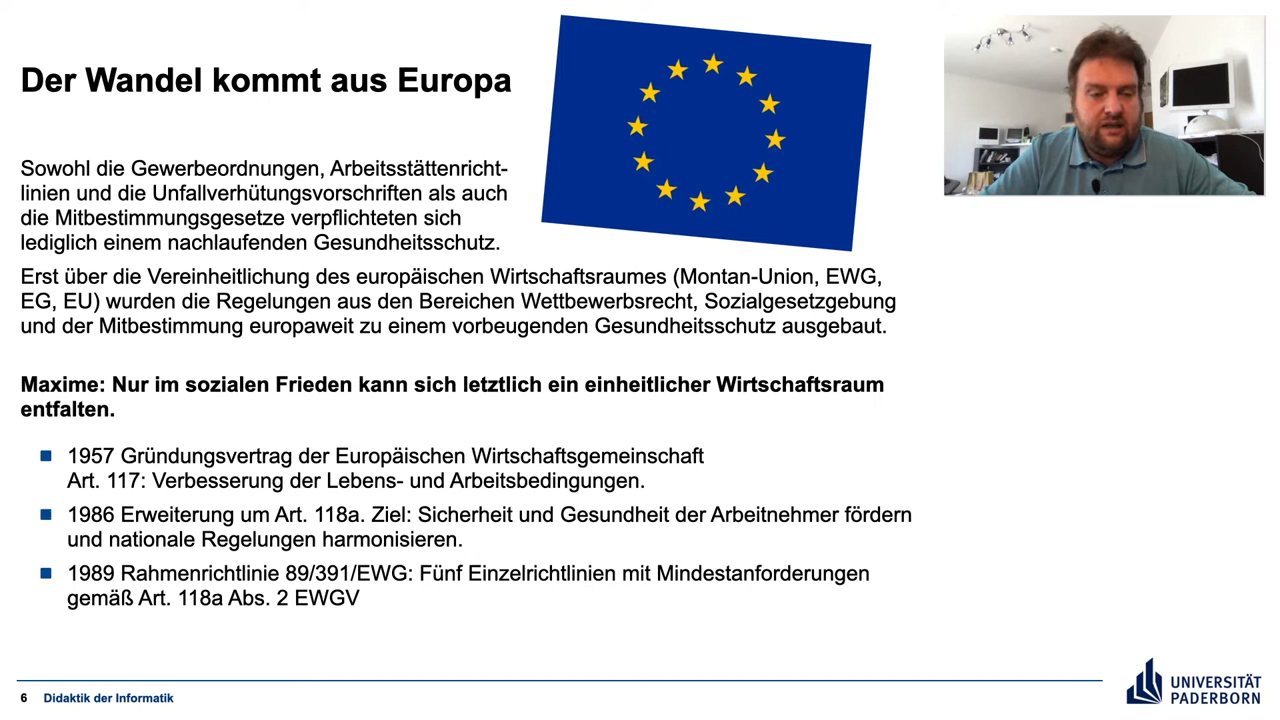 Der Wandel kommt aus Europa
Sowohl die Gewerbeordnungen, Arbeitsstättenricht-
linien und die Unfallverhütungsvorschriften als auch
die Mitbestimmungsgesetze verpflichteten sich
lediglich einem nachlaufenden Gesundheitsschutz.
Erst über die Vereinheitlichung des europäischen Wirtschaftsraumes (Montan-Union, EWG,
EG, EU) wurden die Regelungen aus den Bereichen Wettbewerbsrecht, Sozialgesetzgebung
und der Mitbestimmung europaweit zu einem vorbeugenden Gesundheitsschutz ausgebaut.
Maxime: Nur im sozialen Frieden kann sich letztlich ein einheitlicher Wirtschaftsraum
entfalten.
1957 Gründungsvertrag der Europäischen Wirtschaftsgemeinschaft
Art. 117: Verbesserung der Lebens- und Arbeitsbedingungen.
1986 Erweiterung um Art. 118a. Ziel: Sicherheit und Gesundheit der Arbeitnehmer fördern
und nationale Regelungen harmonisieren.
1989 Rahmenrichtlinie 89/391/EWG: Fünf Einzelrichtlinien mit Mindestanforderungen
gemäß Art. 118a Abs. 2 EWGV
6 Didaktik der Informatik
UNIVERSITÄT
PADERBORN